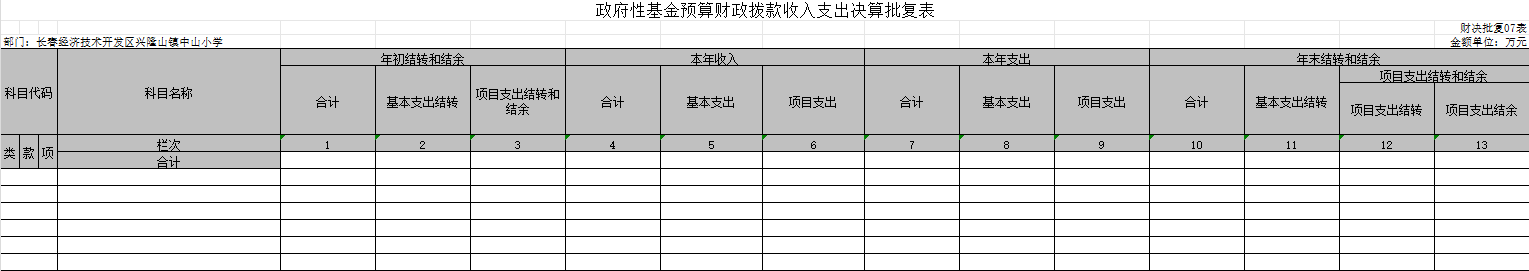 政府性基金预算财政拨款收入支出决算批复表
财决批复07表
部门：长春经济技术开发区兴隆山镇中山小学
金额单位：万元
科目代码
科目名称
年初结转和结余
本年收入
本年支出
年末结转和结余
合计
基本支出结转
项目支出结转和
结余
合计
基本支出
项目支出
合计
基本支出
项目支出
合计
基本支出结转
项目支出结转和结余
项目支出结转
项目支出结余
类 款 项
栏次
1 2 3 4 5 6 7 8 9 10 11 12 13
合计